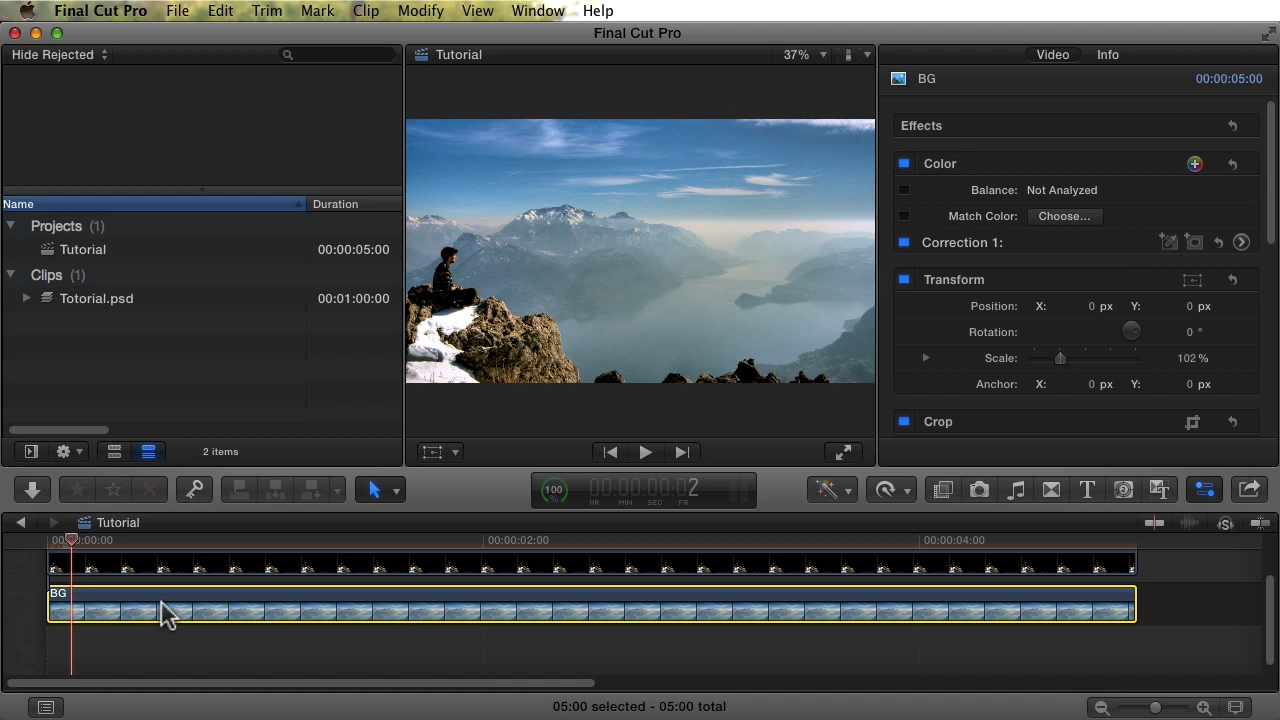 Final Cut Pro File Edit Trim Mark Clip Modify View Window Help
Final Cut Pro
Hide Rejected
Tutorial
37%
Video Info
BG 00:00:05:00
Effects
Color
Balance: Not Analyzed
Match Color: Choose...
Correction 1:
Transform
Position: X: 0 px Y: 0 px
Rotation: 0 °
Scale: 102 %
Anchor: X: 0 px Y: 0 px
Crop
Name Duration
Projects (1)
Tutorial 00:00:05:00
Clips (1)
Totorial.psd 00:01:00:00
2 items
100 % 00:00:00:02
HR MIN SEC FR
Tutorial
00:00:02:00 00:00:04:00
BG
05:00 selected - 05:00 total